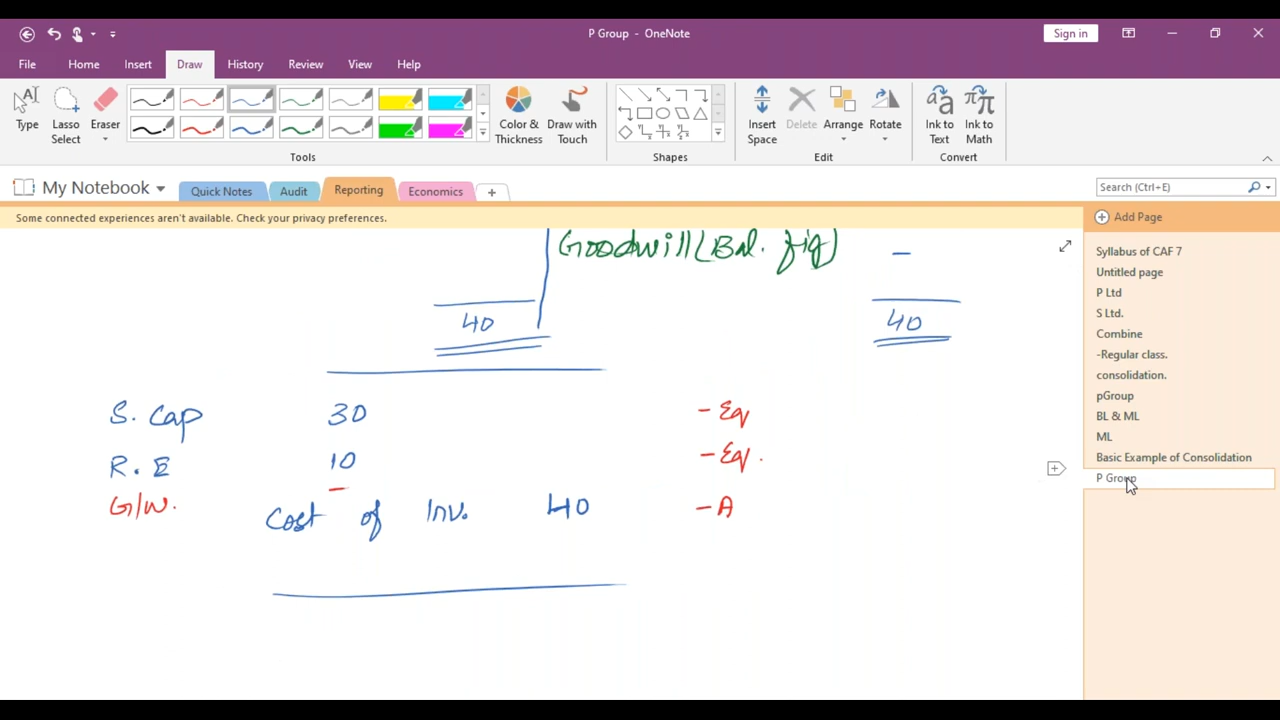 P Group - OneNote
Sign in
File Home Insert Draw History Review View Help
Type
Lasso Select
Eraser
Color & Thickness
Draw with Touch
Insert Space
Delete
Arrange
Rotate
Ink to Text
Ink to Math
Tools
Shapes
Edit
Convert
My Notebook
Quick Notes
Audit
Reporting
Economics
Search (Ctrl+E)
Some connected experiences aren't available. Check your privacy preferences.
Add Page
Syllabus of CAF 7
Untitled page
P Ltd
S Ltd.
Combine
-Regular class.
consolidation.
pGroup
BL & ML
ML
Basic Example of Consolidation
P Group
Goodwill (Bal. fig) -
40 40
S. Cap 30 - Eq
R. E 10 - Eq.
G/W. -
Cost of Inv. 40 - A